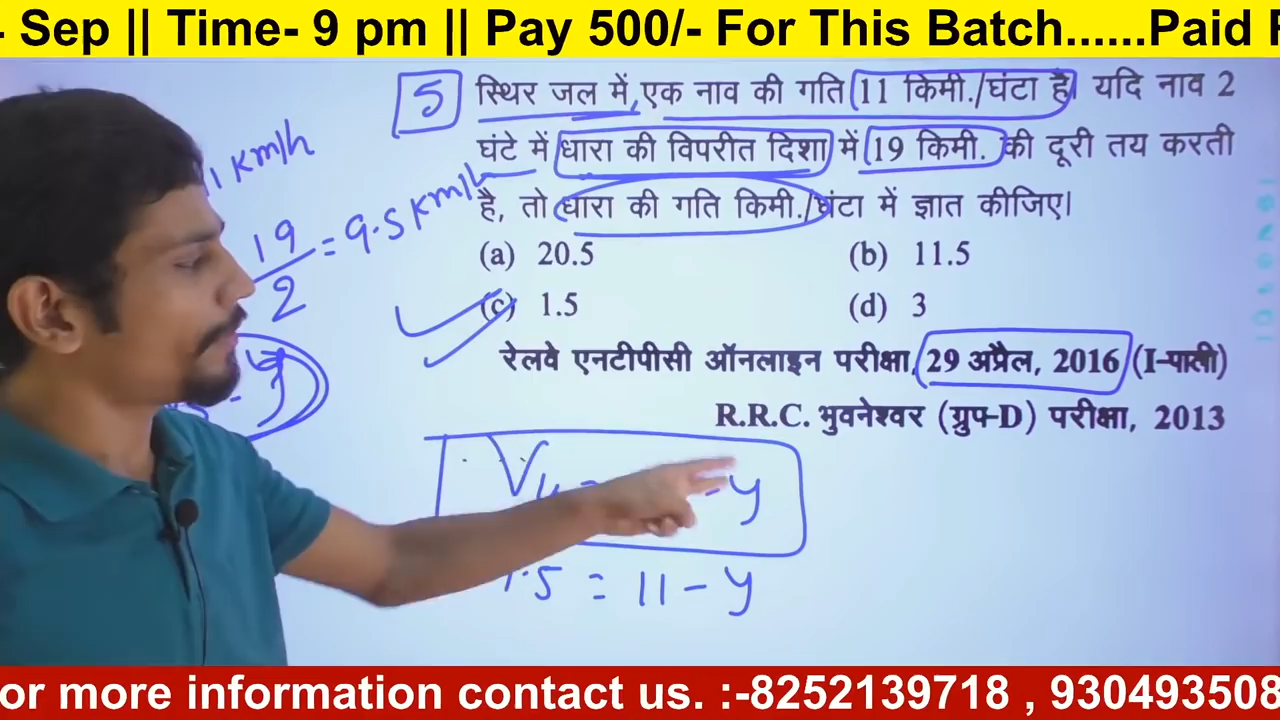 Sep || Time- 9 pm || Pay 500/- For This Batch......Paid
5 स्थिर जल में, एक नाव की गति 11 किमी./घंटा है। यदि नाव 2
घंटे में धारा की विपरीत दिशा में 19 किमी. की दूरी तय करती
है, तो धारा की गति किमी./घंटा में ज्ञात कीजिए।
(a) 20.5 (b) 11.5
(c) 1.5 (d) 3
रेलवे एनटीपीसी ऑनलाइन परीक्षा, 29 अप्रैल, 2016 (I-पाली)
R.R.C. भुवनेश्वर (ग्रुप-D) परीक्षा, 2013
1 km/h
19/2 = 9.5 km/h
- y
.5 = 11 - y
or more information contact us. :-8252139718 , 930493508